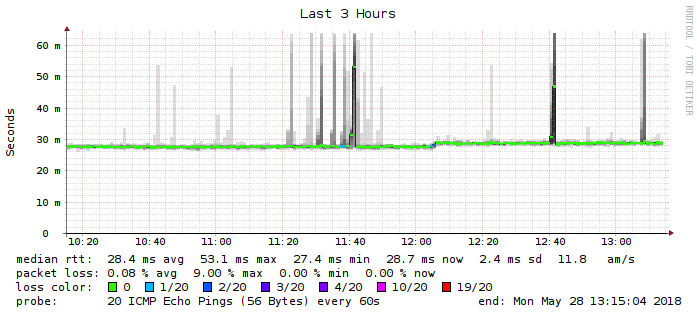 Last 3 Hours
RRDTOOL / TOBI OETIKER
Seconds
60 m
50 m
40 m
30 m
20 m
10 m
0
10:20 10:40 11:00 11:20 11:40 12:00 12:20 12:40 13:00
median rtt: 28.4 ms avg 53.1 ms max 27.4 ms min 28.7 ms now 2.4 ms sd 11.8 am/s
packet loss: 0.08 % avg 9.00 % max 0.00 % min 0.00 % now
loss color: 0 1/20 2/20 3/20 4/20 10/20 19/20
probe: 20 ICMP Echo Pings (56 Bytes) every 60s end: Mon May 28 13:15:04 2018